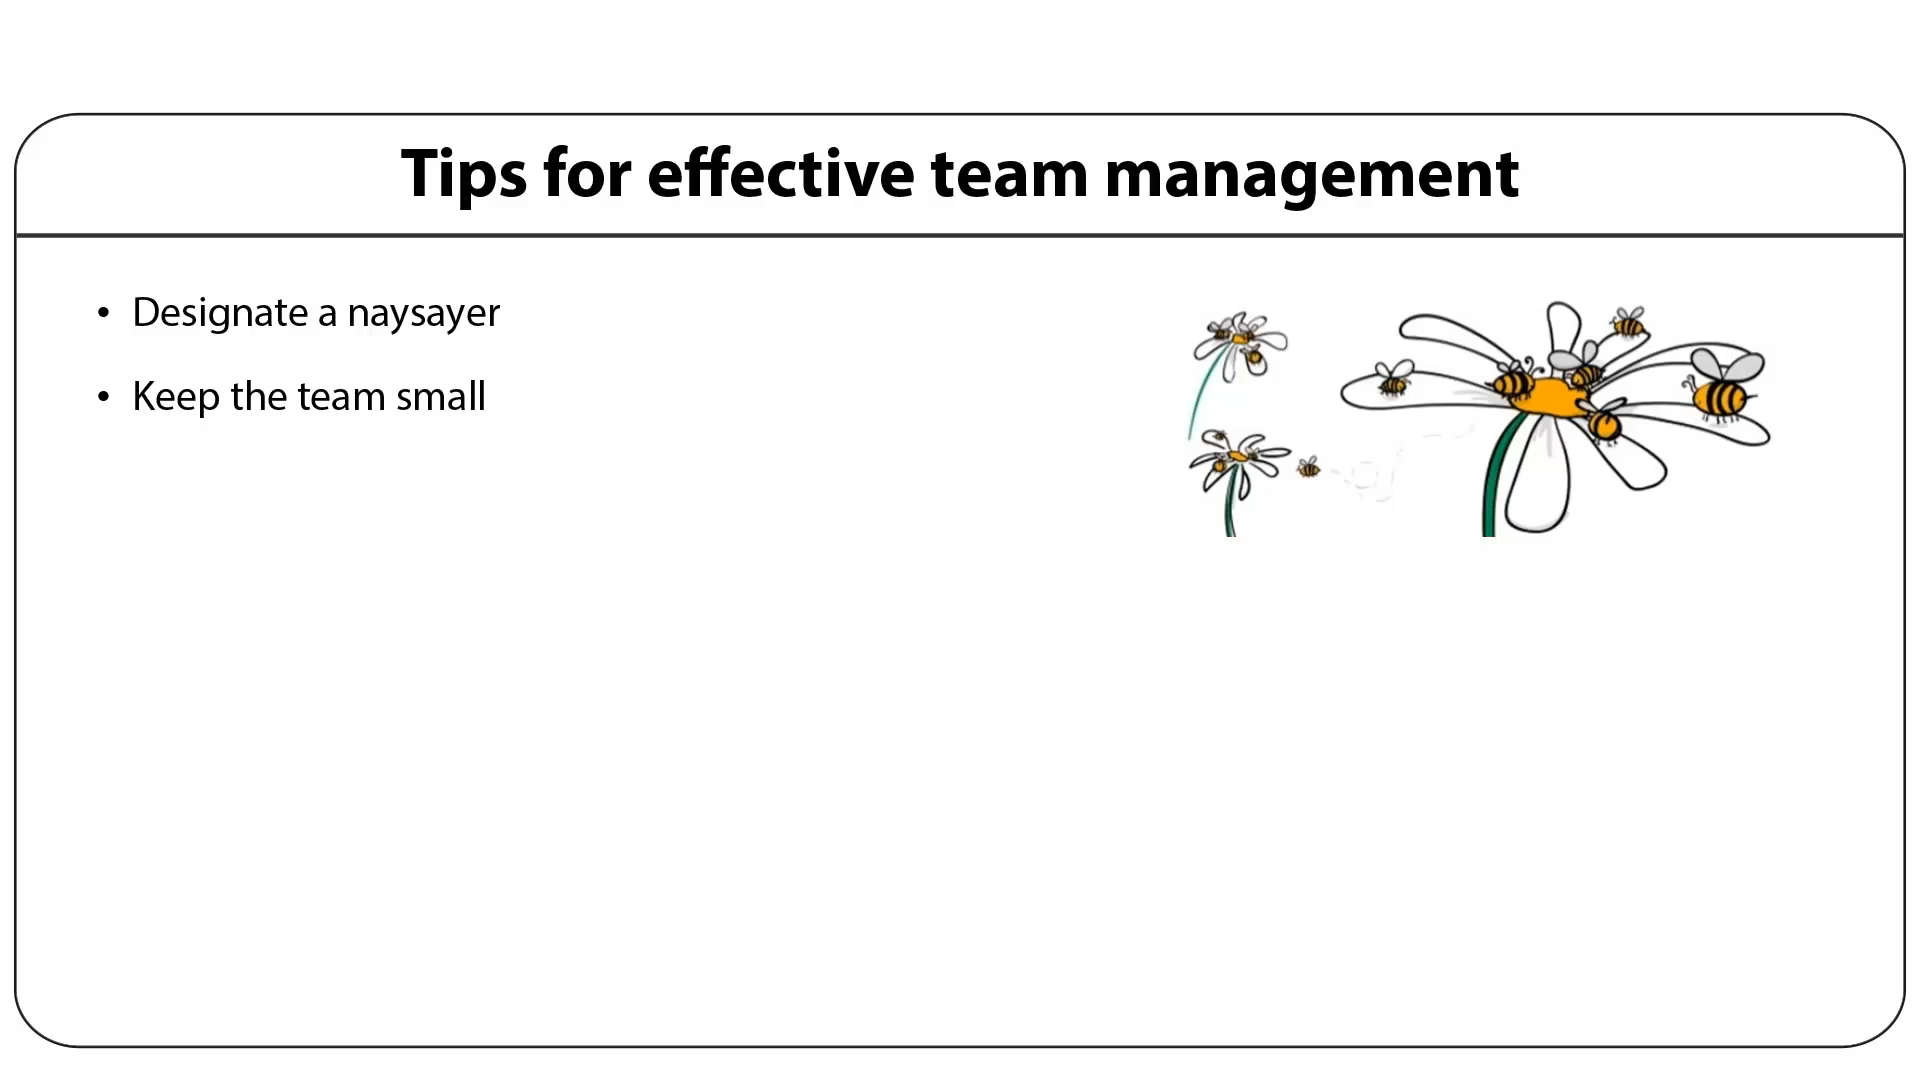 Tips for effective team management
• Designate a naysayer
• Keep the team small